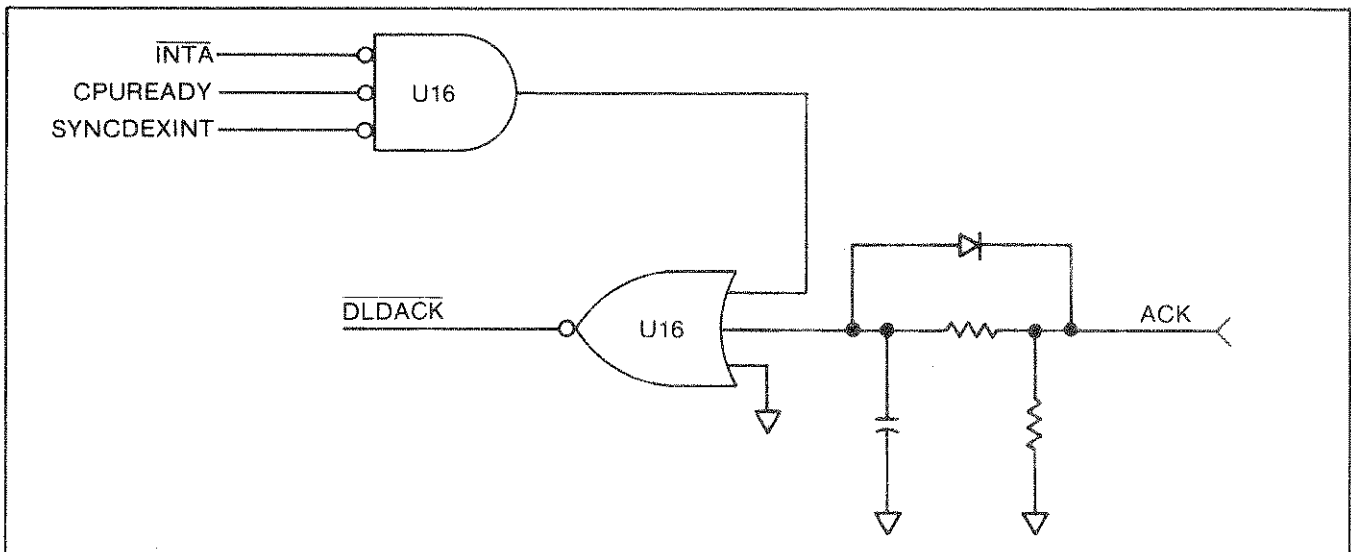 INTA
CPUREADY
U16
SYNCDEXINT
DLDACK
U16
ACK